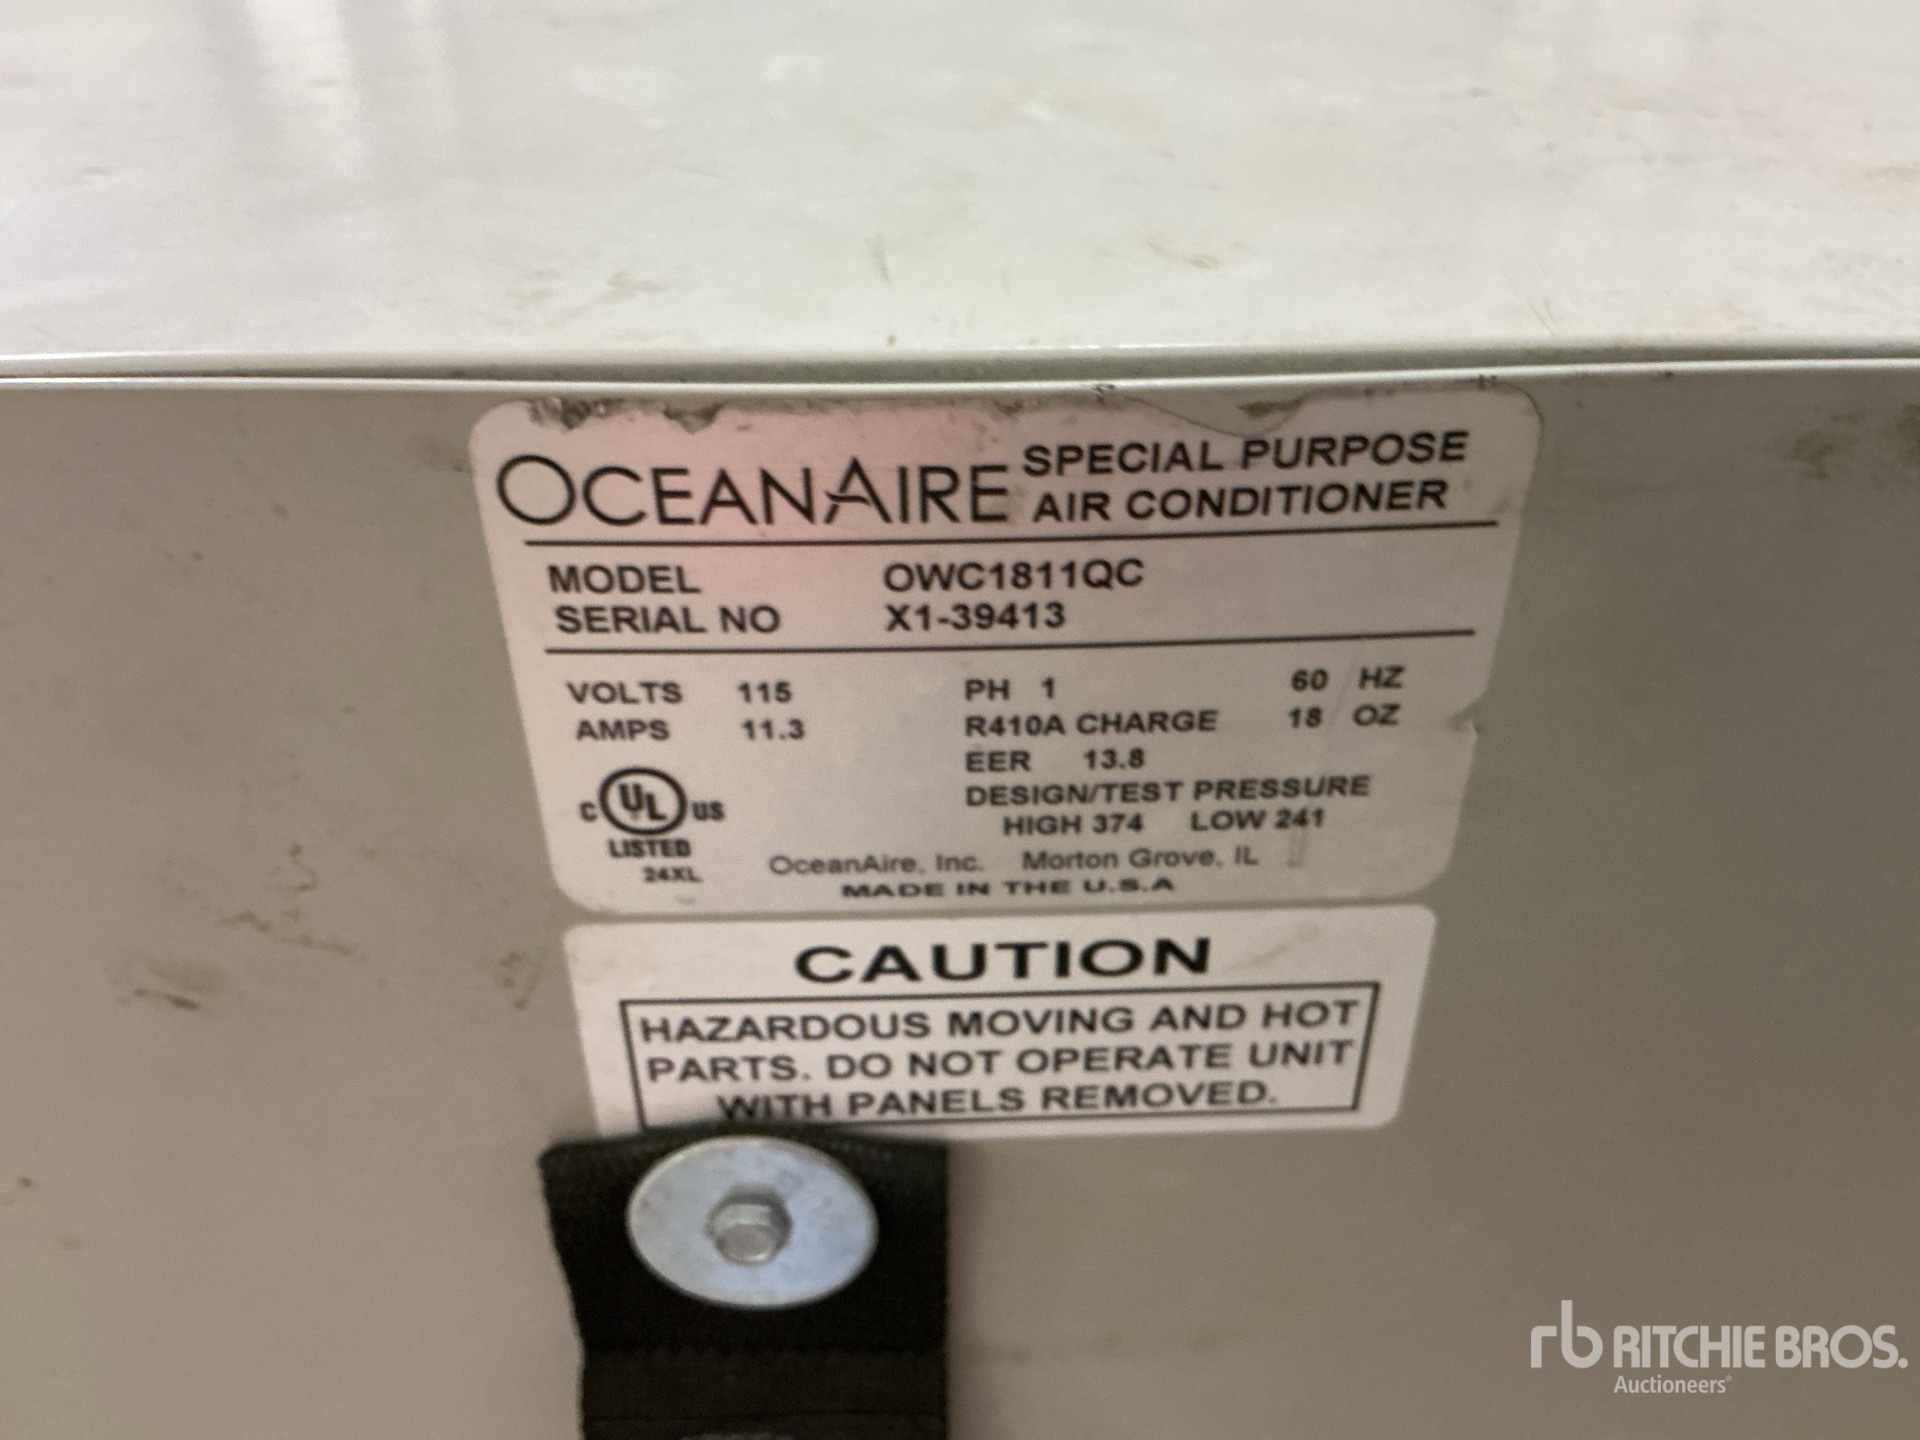 OCEANAIRE SPECIAL PURPOSE
AIR CONDITIONER
MODEL OWC1811QC
SERIAL NO X1-39413
VOLTS 115 PH 1 60 HZ
AMPS 11.3 R410A CHARGE 18 OZ
EER 13.8
DESIGN/TEST PRESSURE
HIGH 374 LOW 241
C UL US
LISTED
24XL
OceanAire, Inc. Morton Grove, IL
MADE IN THE U.S.A
CAUTION
HAZARDOUS MOVING AND HOT
PARTS. DO NOT OPERATE UNIT
WITH PANELS REMOVED.
rb RITCHIE BROS.
Auctioneers